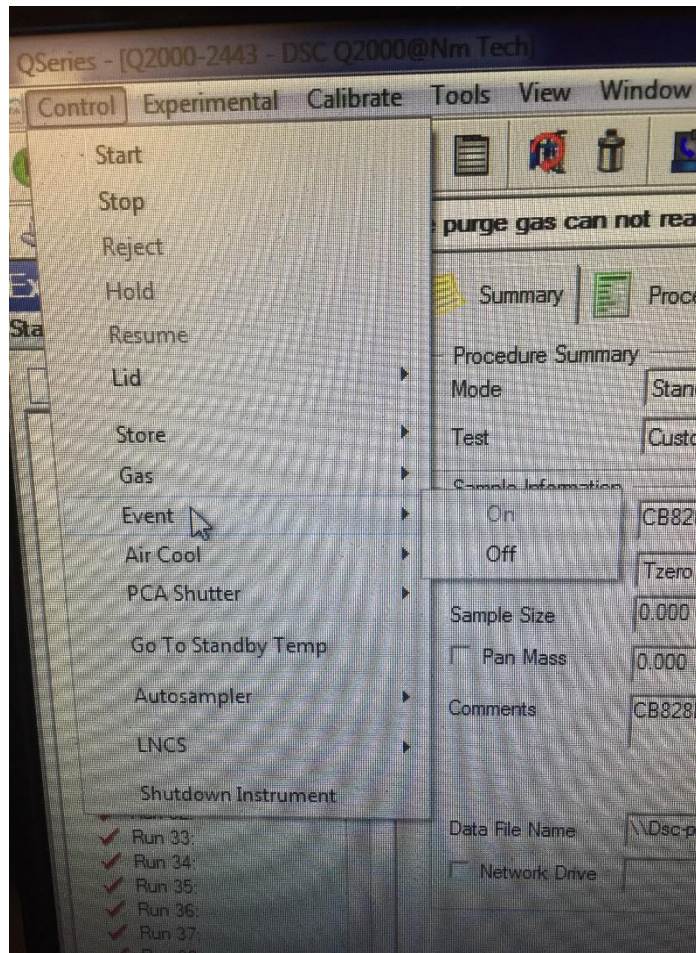 QSeries - [Q2000-2443 - DSC Q2000@Nm Tech]
Control Experimental Calibrate Tools View Window
Start
Stop
Reject
Hold
Resume
Lid
Store
Gas
Event
Air Cool
PCA Shutter
Go To Standby Temp
Autosampler
LNCS
Shutdown Instrument
On
Off
purge gas can not rea
Summary Proce
Procedure Summary
Mode Stan
Test Custo
Sample Information
CB82
Tzero
Sample Size 0.000
Pan Mass 0.000
Comments CB828
Data File Name \\Dsc-p
Network Drive
Ex
Sta
Run 33:
Run 34:
Run 35:
Run 36:
Run 37: